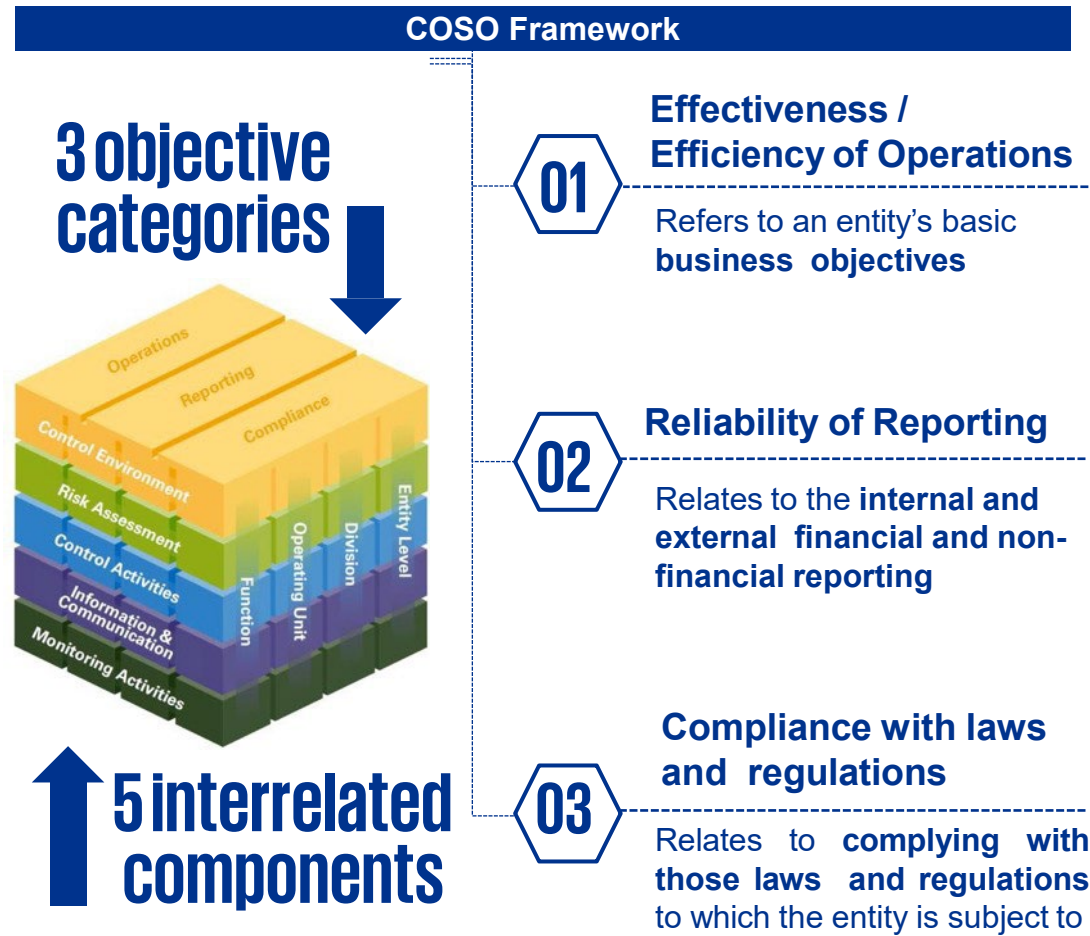 COSO Framework
3 objective
categories
Operations
Reporting
Compliance
Control Environment
Risk Assessment
Control Activities
Information &
Communication
Monitoring Activities
Function
Operating Unit
Division
Entity Level
5 interrelated
components
01
Effectiveness /
Efficiency of Operations
Refers to an entity’s basic
business objectives
02
Reliability of Reporting
Relates to the internal and
external financial and non-
financial reporting
03
Compliance with laws
and regulations
Relates to complying with
those laws and regulations
to which the entity is subject to